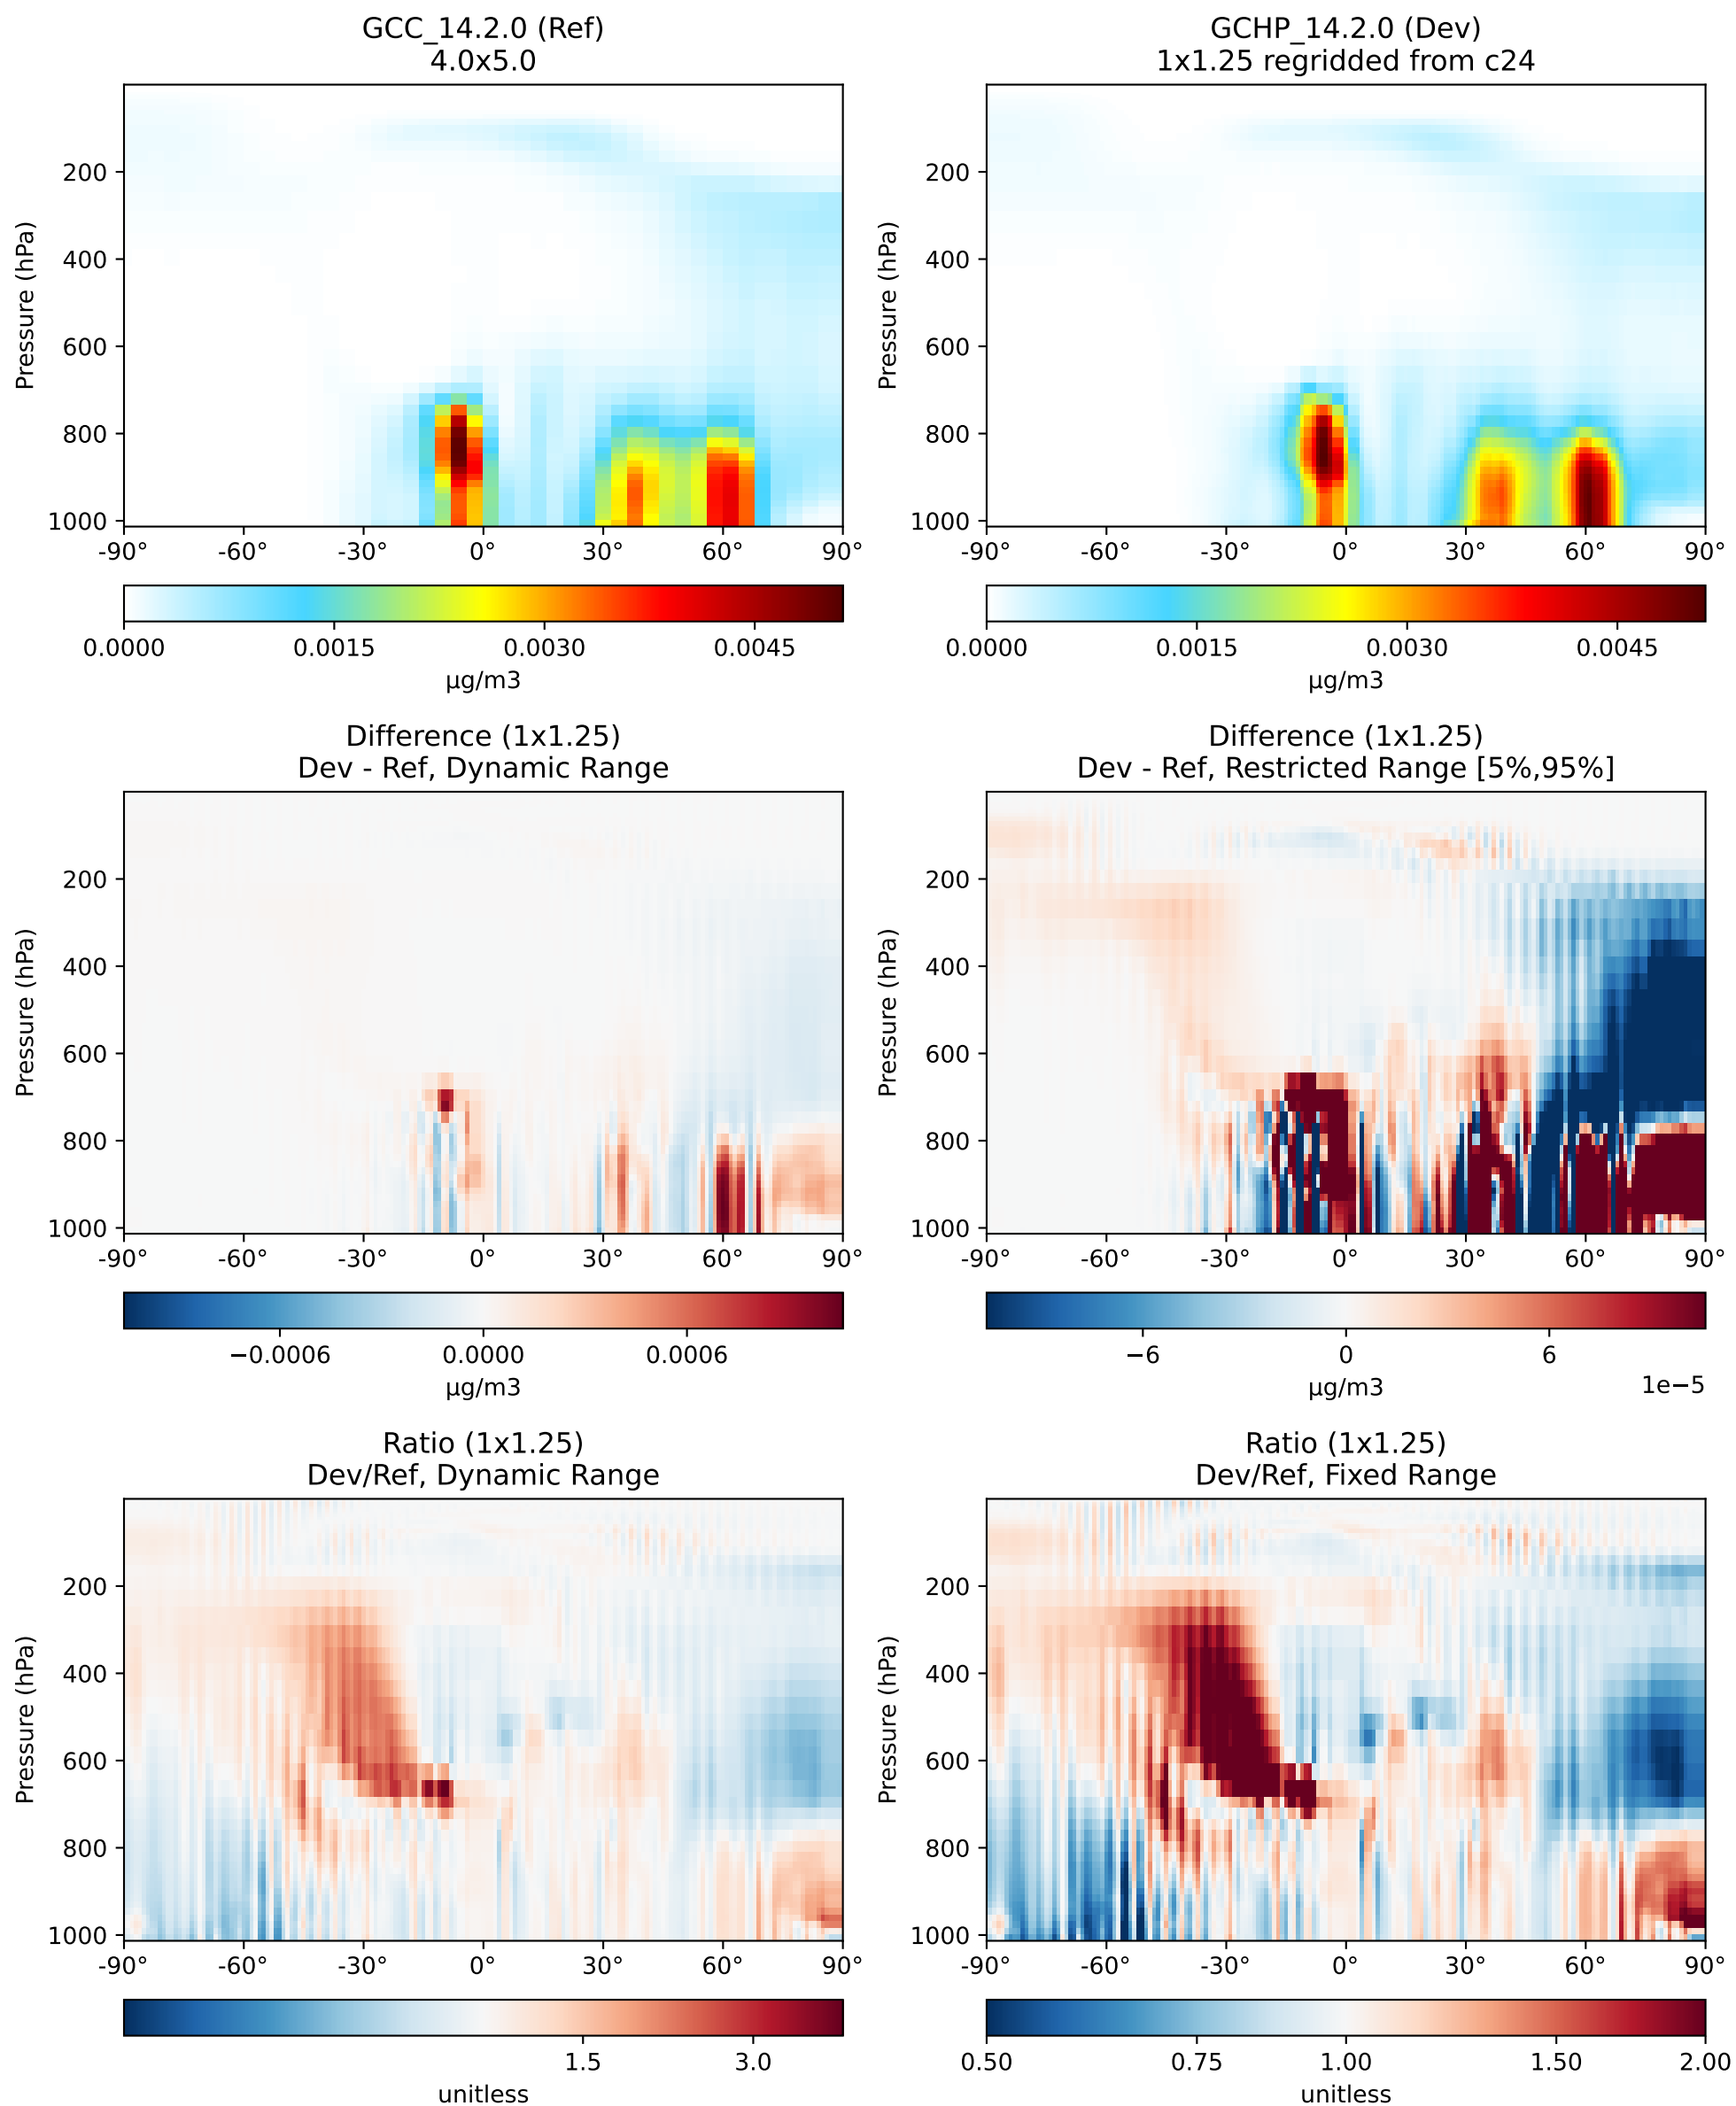 GCC_14.2.0 (Ref)
4.0x5.0
Pressure (hPa)
200
400
600
800
1000
-90° -60° -30° 0° 30° 60° 90°
0.0000 0.0015 0.0030 0.0045
µg/m3
GCHP_14.2.0 (Dev)
1x1.25 regridded from c24
Pressure (hPa)
200
400
600
800
1000
-90° -60° -30° 0° 30° 60° 90°
0.0000 0.0015 0.0030 0.0045
µg/m3
Difference (1x1.25)
Dev - Ref, Dynamic Range
Pressure (hPa)
200
400
600
800
1000
-90° -60° -30° 0° 30° 60° 90°
−0.0006 0.0000 0.0006
µg/m3
Difference (1x1.25)
Dev - Ref, Restricted Range [5%,95%]
Pressure (hPa)
200
400
600
800
1000
-90° -60° -30° 0° 30° 60° 90°
−6 0 6
µg/m3
1e−5
Ratio (1x1.25)
Dev/Ref, Dynamic Range
Pressure (hPa)
200
400
600
800
1000
-90° -60° -30° 0° 30° 60° 90°
1.5 3.0
unitless
Ratio (1x1.25)
Dev/Ref, Fixed Range
Pressure (hPa)
200
400
600
800
1000
-90° -60° -30° 0° 30° 60° 90°
0.50 0.75 1.00 1.50 2.00
unitless